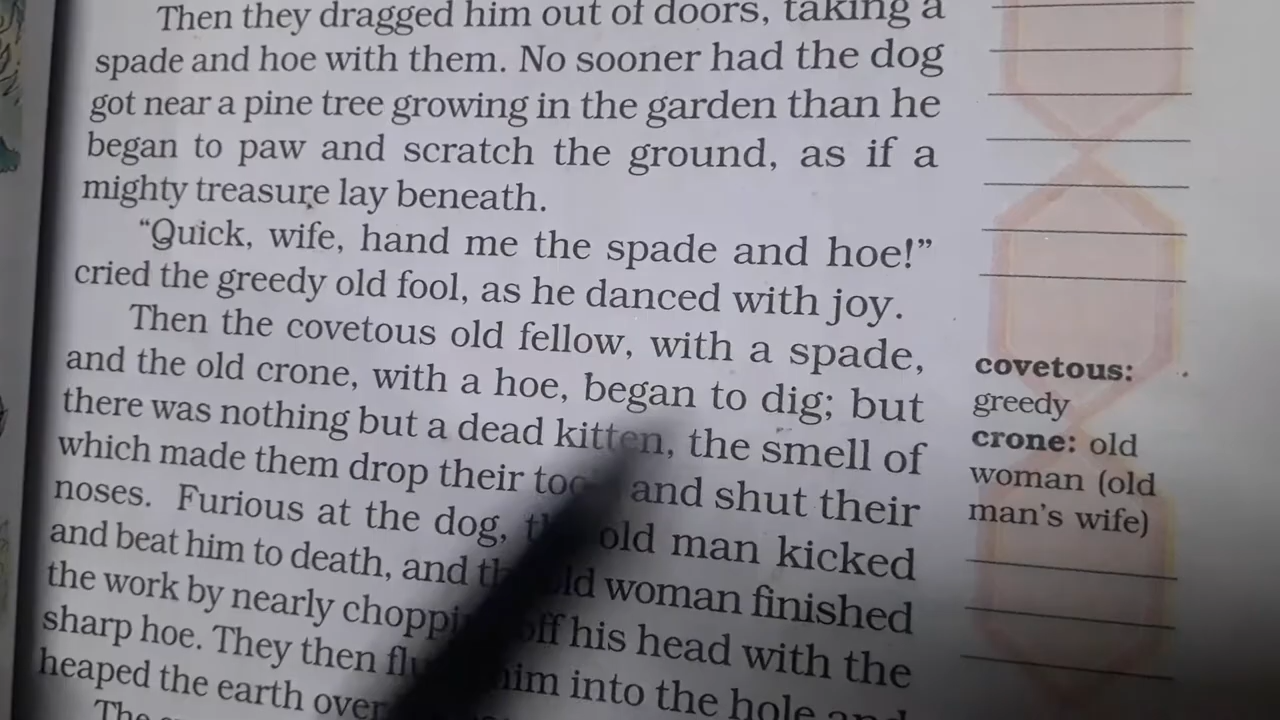 Then they dragged him out of doors, taking a
spade and hoe with them. No sooner had the dog
got near a pine tree growing in the garden than he
began to paw and scratch the ground, as if a
mighty treasure lay beneath.
“Quick, wife, hand me the spade and hoe!”
cried the greedy old fool, as he danced with joy.
Then the covetous old fellow, with a spade,
and the old crone, with a hoe, began to dig; but
there was nothing but a dead kitten, the smell of
which made them drop their and shut their
noses. Furious at the dog, old man kicked
and beat him to death, and woman finished
the work by nearly off his head with the
sharp hoe. They then him into the hole and
heaped the earth over
The
covetous:
greedy
crone: old
woman (old
man's wife)